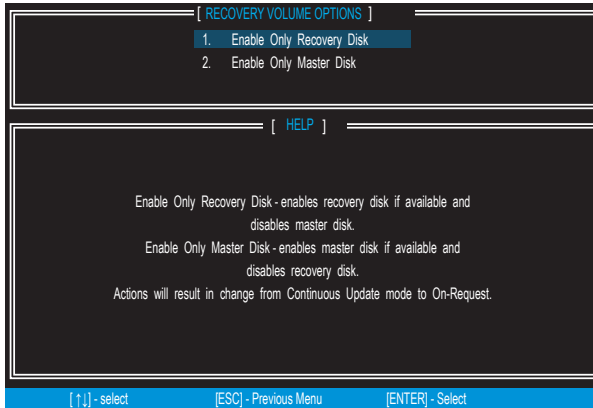 [ RECOVERY VOLUME OPTIONS ]
1. Enable Only Recovery Disk
2. Enable Only Master Disk
[ HELP ]
Enable Only Recovery Disk - enables recovery disk if available and
disables master disk.
Enable Only Master Disk - enables master disk if available and
disables recovery disk.
Actions will result in change from Continuous Update mode to On-Request.
[↑↓] - select [ESC] - Previous Menu [ENTER] - Select